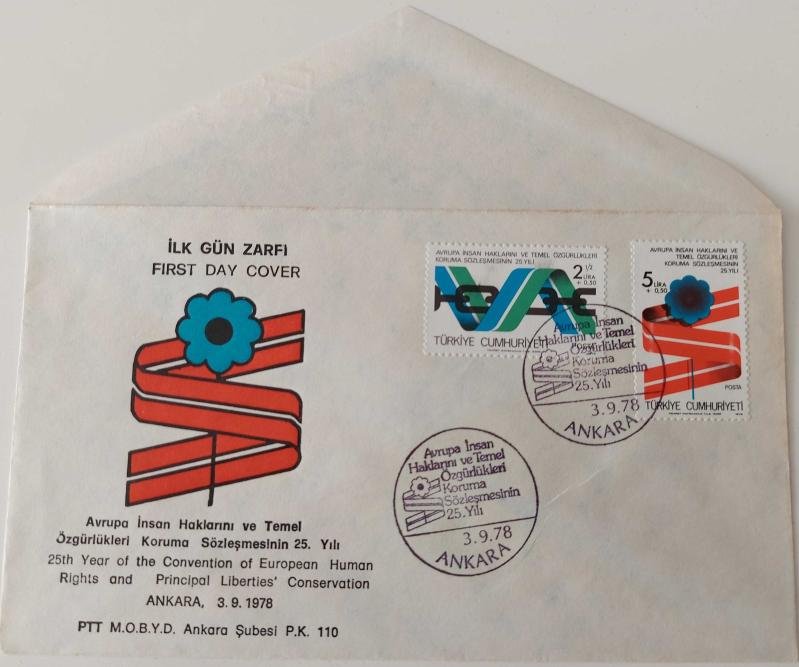 İLK GÜN ZARFI
FIRST DAY COVER
Avrupa İnsan Haklarını ve Temel
Özgürlükleri Koruma Sözleşmesinin 25. Yılı
25th Year of the Convention of European Human
Rights and Principal Liberties' Conservation
ANKARA, 3.9.1978
PTT M.O.B.Y.D. Ankara Şubesi P.K. 110
AVRUPA İNSAN HAKLARINI VE TEMEL ÖZGÜRLÜKLERİ
KORUMA SÖZLEŞMESİNİN 25.YILI
2 1/2
LİRA
+ 0,50
TÜRKİYE CUMHURİYETİ
AVRUPA İNSAN HAKLARINI VE
TEMEL ÖZGÜRLÜKLERİ
KORUMA SÖZLEŞMESİNİN
25.YILI
5 LİRA
+ 0,50
POSTA
TÜRKİYE CUMHURİYETİ
Avrupa İnsan
Haklarını ve Temel
Özgürlükleri
Koruma
Sözleşmesinin
25.Yılı
3.9.78
ANKARA
Avrupa İnsan
Haklarını ve Temel
Özgürlükleri
Koruma
Sözleşmesinin
25.Yılı
3.9.78
ANKARA